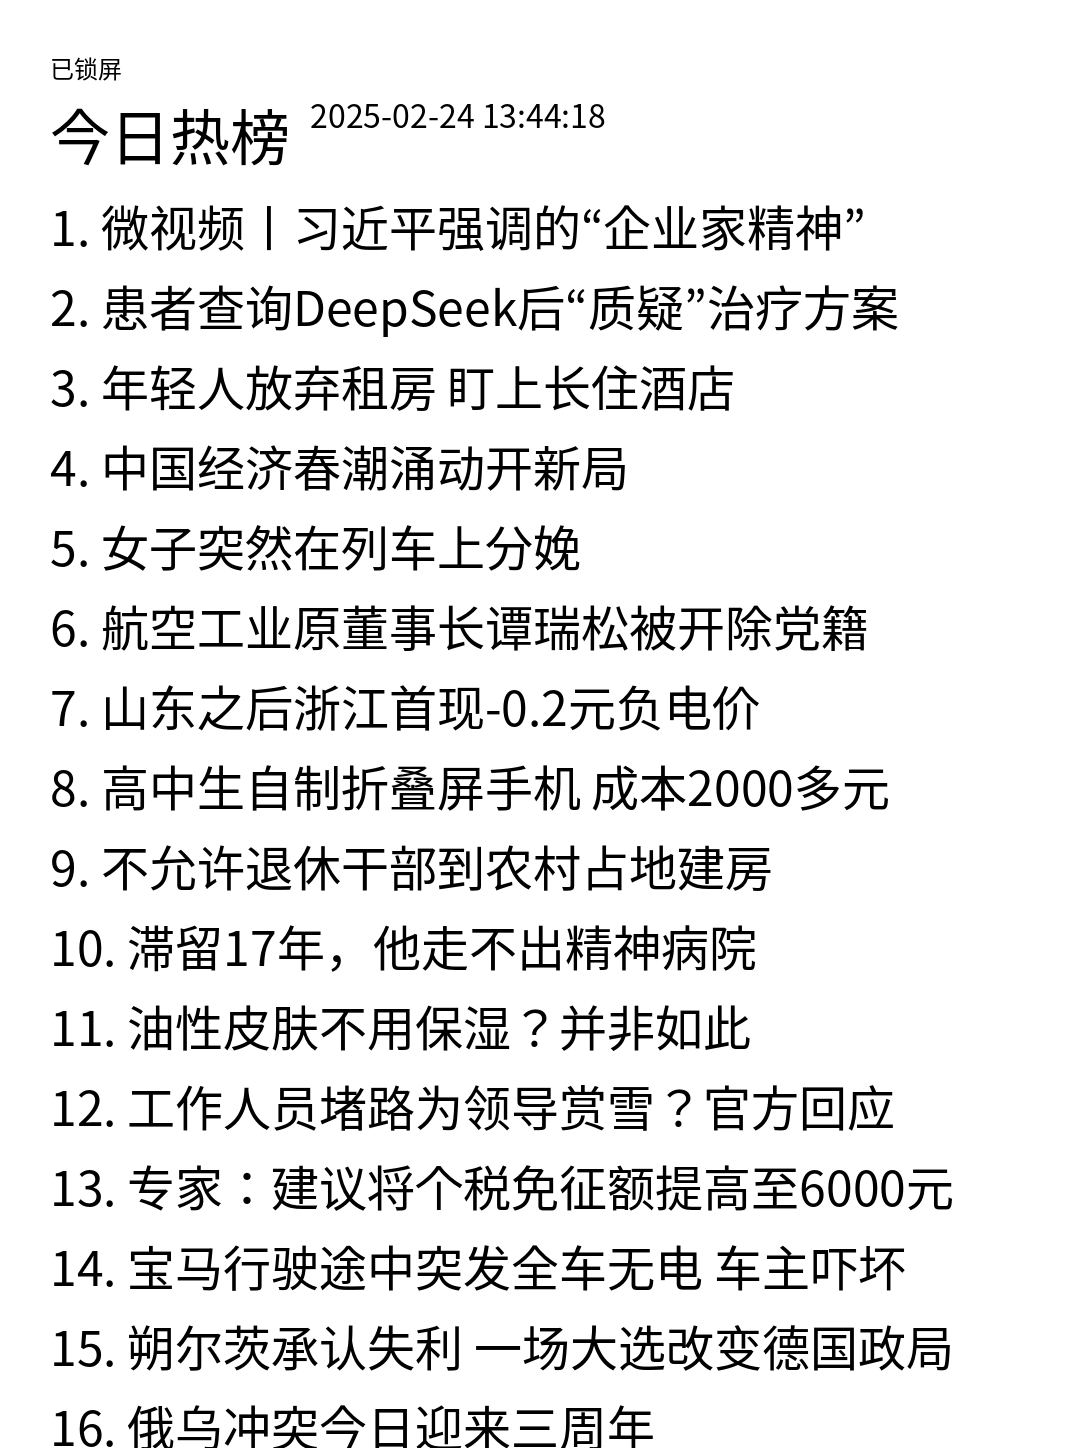 已锁屏
今日热榜 2025-02-24 13:44:18
1. 微视频丨习近平强调的“企业家精神”
2. 患者查询DeepSeek后“质疑”治疗方案
3. 年轻人放弃租房 盯上长住酒店
4. 中国经济春潮涌动开新局
5. 女子突然在列车上分娩
6. 航空工业原董事长谭瑞松被开除党籍
7. 山东之后浙江首现-0.2元负电价
8. 高中生自制折叠屏手机 成本2000多元
9. 不允许退休干部到农村占地建房
10. 滞留17年，他走不出精神病院
11. 油性皮肤不用保湿？并非如此
12. 工作人员堵路为领导赏雪？官方回应
13. 专家：建议将个税免征额提高至6000元
14. 宝马行驶途中突发全车无电 车主吓坏
15. 朔尔茨承认失利 一场大选改变德国政局
16. 俄乌冲突今日迎来三周年